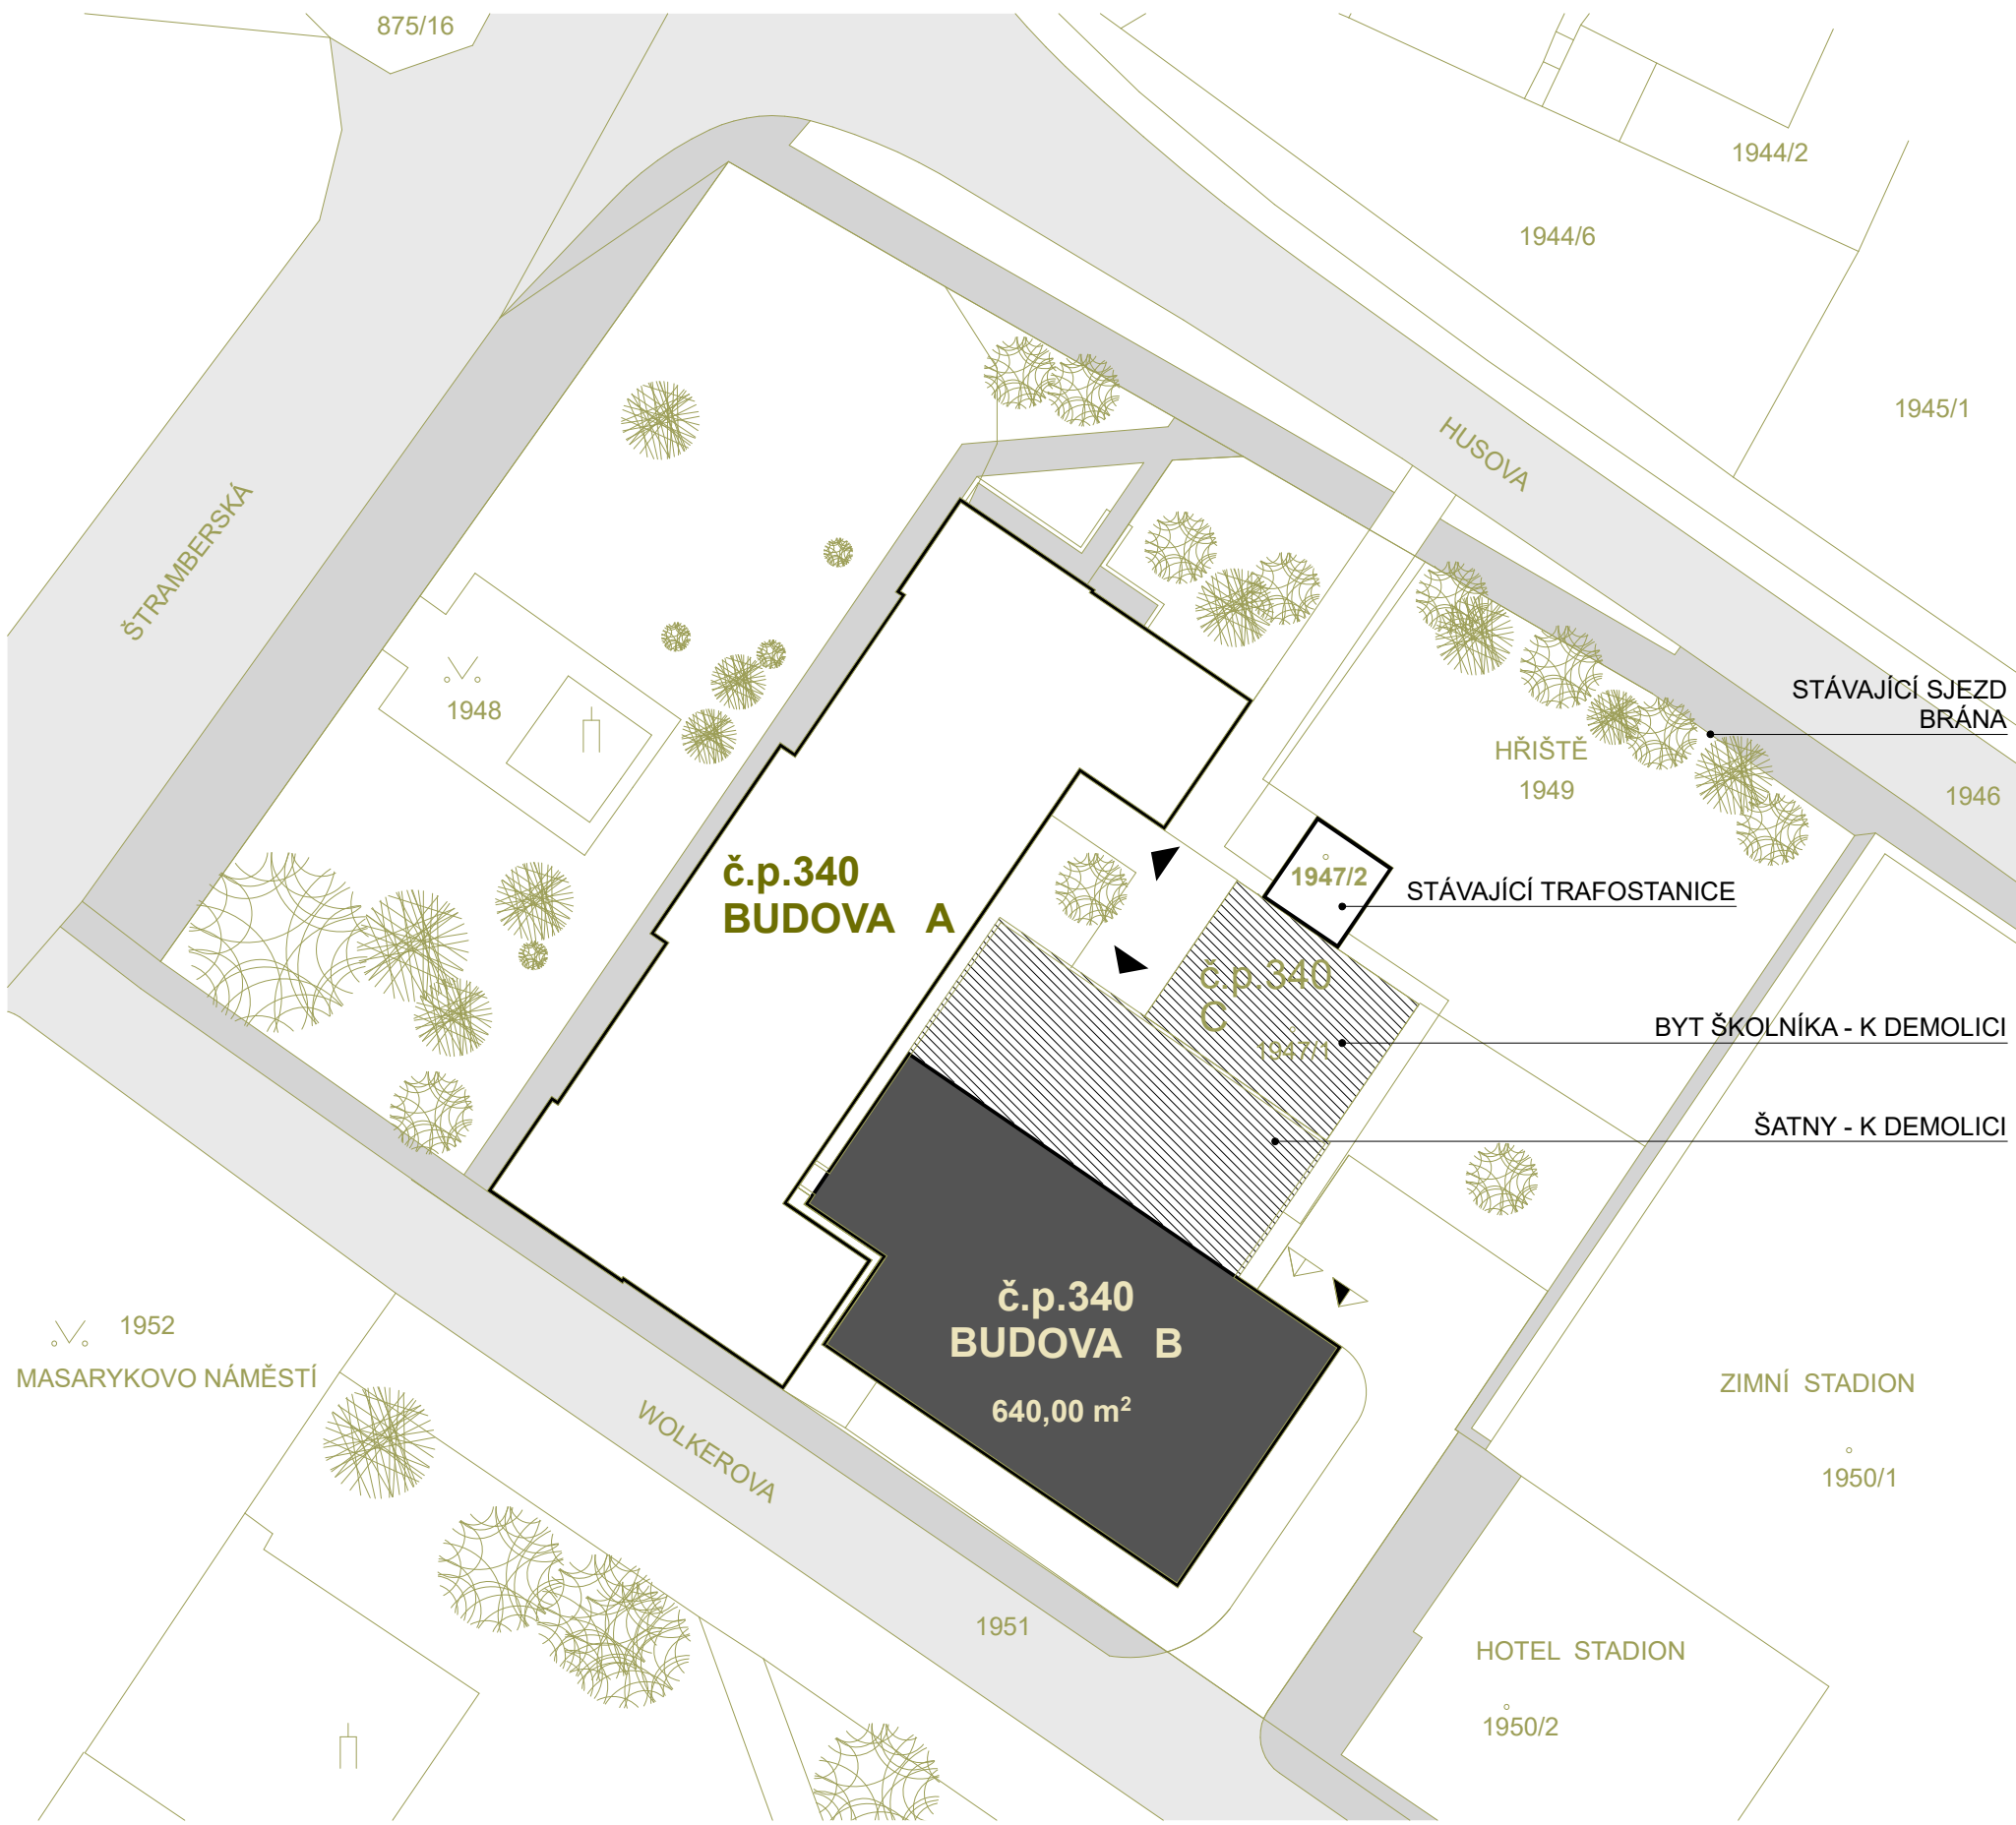 875/16
1944/2
1944/6
1945/1
HUSOVA
ŠTRAMBERSKÁ
STÁVAJÍCÍ SJEZD
BRÁNA
1948
HŘIŠTĚ
1949
1946
č.p.340
BUDOVA A
1947/2
STÁVAJÍCÍ TRAFOSTANICE
č.p.340
C
1947/1
BYT ŠKOLNÍKA - K DEMOLICI
ŠATNY - K DEMOLICI
č.p.340
BUDOVA B
640,00 m²
1952
MASARYKOVO NÁMĚSTÍ
WOLKEROVA
ZIMNÍ STADION
1950/1
1951
HOTEL STADION
1950/2